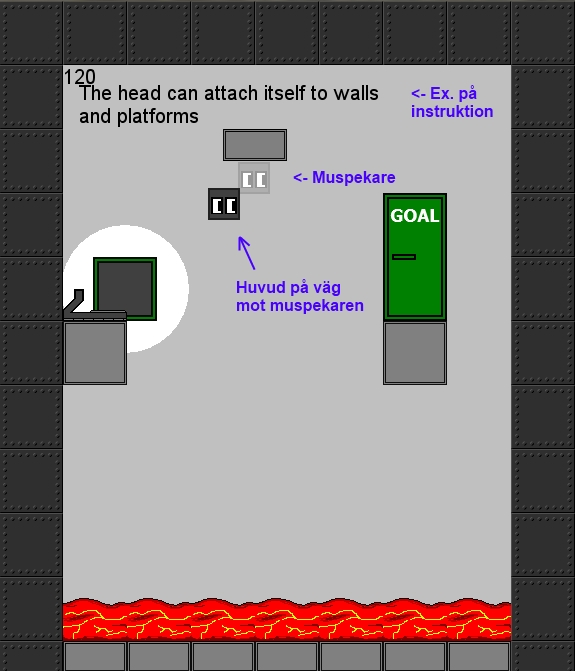 120
The head can attach itself to walls
and platforms
<- Ex. på
instruktion
<- Muspekare
GOAL
Huvud på väg
mot muspekaren